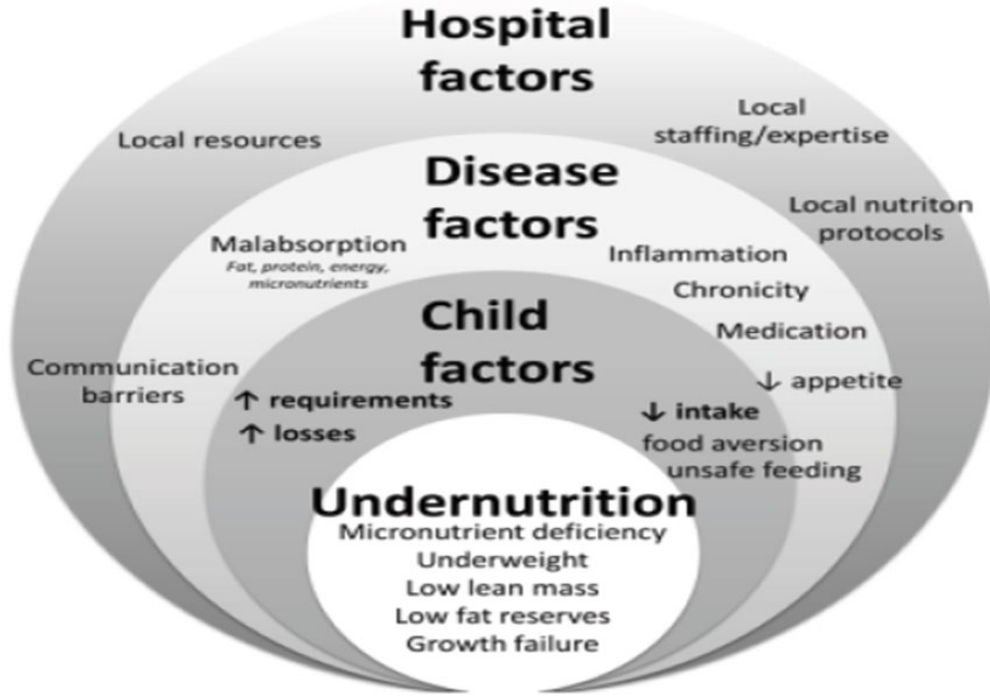 Hospital
factors
Local
staffing/expertise
Local resources
Local nutriton
protocols
Disease
factors
Malabsorption
Fat, protein, energy,
micronutrients
Inflammation
Chronicity
Medication
↓ appetite
Communication
barriers
Child
factors
↑ requirements
↑ losses
↓ intake
food aversion
unsafe feeding
Undernutrition
Micronutrient deficiency
Underweight
Low lean mass
Low fat reserves
Growth failure